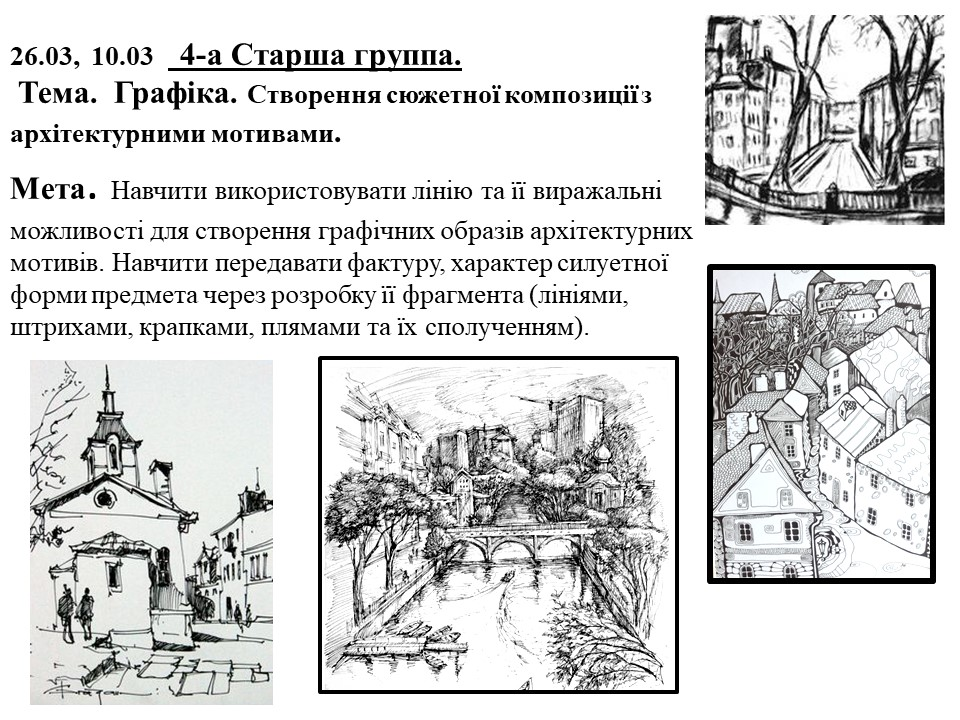 26.03, 10.03 4-а Старша группа.
Тема. Графіка. Створення сюжетної композиції з
архітектурними мотивами.
Мета. Навчити використовувати лінію та її виражальні
можливості для створення графічних образів архітектурних
мотивів. Навчити передавати фактуру, характер силуетної
форми предмета через розробку її фрагмента (лініями,
штрихами, крапками, плямами та їх сполученням).